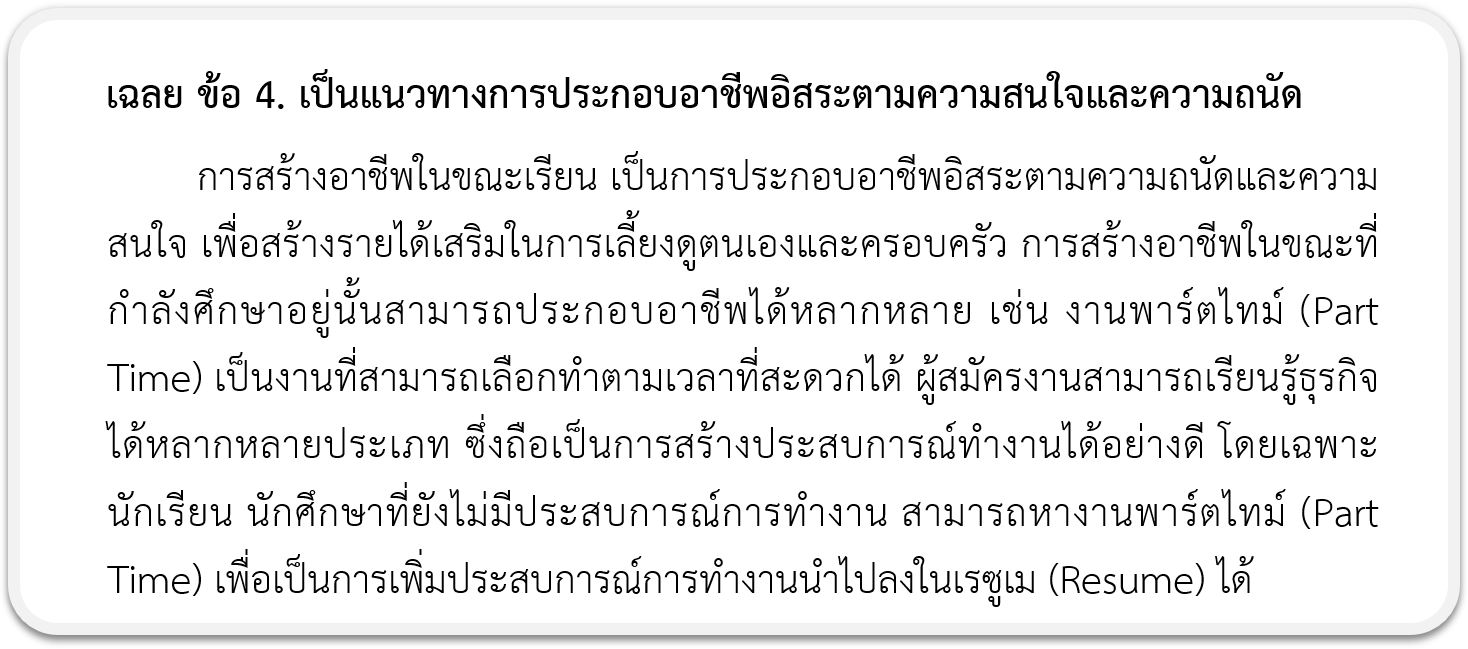 เฉลย ข้อ 4. เป็นแนวทางการประกอบอาชีพอิสระตามความสนใจและความถนัด
การสร้างอาชีพในขณะเรียน เป็นการประกอบอาชีพอิสระตามความถนัดและความ
สนใจ เพื่อสร้างรายได้เสริมในการเลี้ยงดูตนเองและครอบครัว การสร้างอาชีพในขณะที่
กำลังศึกษาอยู่นั้นสามารถประกอบอาชีพได้หลากหลาย เช่น งานพาร์ตไทม์ (Part
Time) เป็นงานที่สามารถเลือกทำตามเวลาที่สะดวกได้ ผู้สมัครงานสามารถเรียนรู้ธุรกิจ
ได้หลากหลายประเภท ซึ่งถือเป็นการสร้างประสบการณ์ทำงานได้อย่างดี โดยเฉพาะ
นักเรียน นักศึกษาที่ยังไม่มีประสบการณ์การทำงาน สามารถหางานพาร์ตไทม์ (Part
Time) เพื่อเป็นการเพิ่มประสบการณ์การทำงานนำไปลงในเรซูเม (Resume) ได้